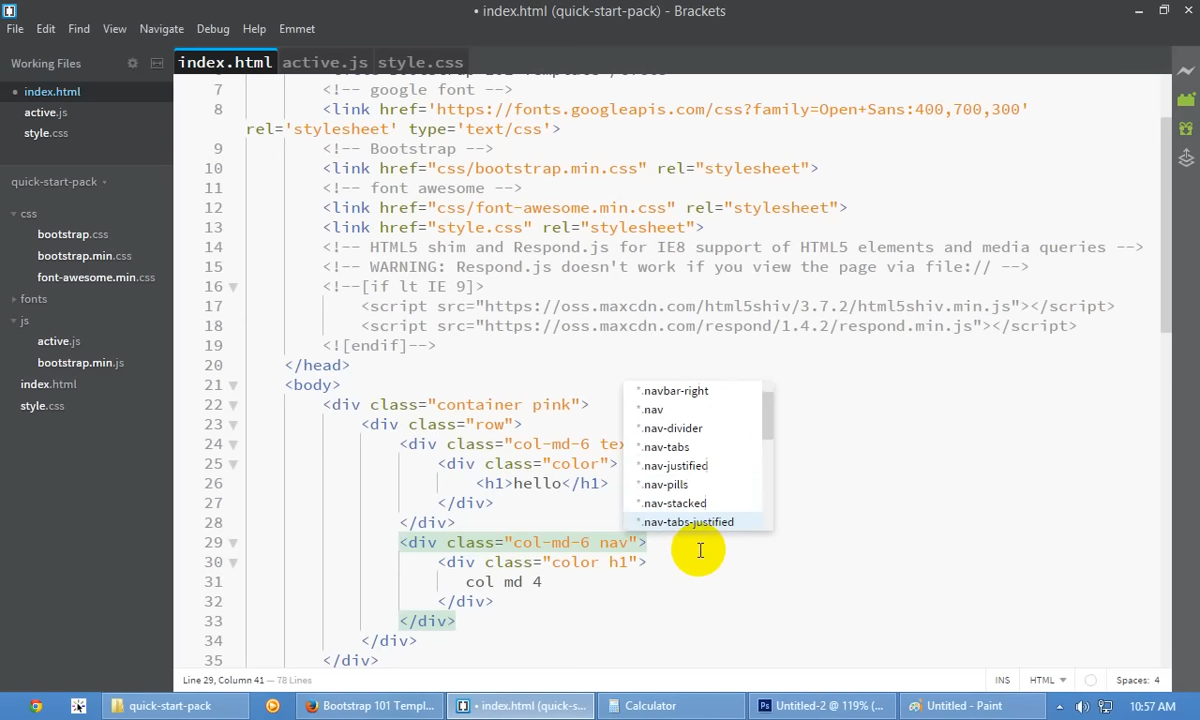 • index.html (quick-start-pack) - Brackets
File Edit Find View Navigate Debug Help Emmet
Working Files
• index.html
active.js
style.css
quick-start-pack
css
bootstrap.css
bootstrap.min.css
font-awesome.min.css
fonts
js
active.js
bootstrap.min.js
index.html
style.css
index.html active.js style.css
7 <!-- google font -->
8 <link href='https://fonts.googleapis.com/css?family=Open+Sans:400,700,300'
rel='stylesheet' type='text/css'>
9 <!-- Bootstrap -->
10 <link href="css/bootstrap.min.css" rel="stylesheet">
11 <!-- font awesome -->
12 <link href="css/font-awesome.min.css" rel="stylesheet">
13 <link href="style.css" rel="stylesheet">
14 <!-- HTML5 shim and Respond.js for IE8 support of HTML5 elements and media queries -->
15 <!-- WARNING: Respond.js doesn't work if you view the page via file:// -->
16 <!--[if lt IE 9]>
17 <script src="https://oss.maxcdn.com/html5shiv/3.7.2/html5shiv.min.js"></script>
18 <script src="https://oss.maxcdn.com/respond/1.4.2/respond.min.js"></script>
19 <![endif]-->
20 </head>
21 <body>
22 <div class="container pink">
23 <div class="row">
24 <div class="col-md-6 tex
25 <div class="color">
26 <h1>hello</h1>
27 </div>
28 </div>
29 <div class="col-md-6 nav">
30 <div class="color h1">
31 col md 4
32 </div>
33 </div>
34 </div>
35 </div>
*.navbar-right
*.nav
*.nav-divider
*.nav-tabs
*.nav-justified
*.nav-pills
*.nav-stacked
*.nav-tabs-justified
Line 29, Column 41 — 78 Lines
INS HTML Spaces: 4
quick-start-pack
Bootstrap 101 Templ...
• index.html (quick-s...
Calculator
Untitled-2 @ 119% (...
Untitled - Paint
10:57 AM